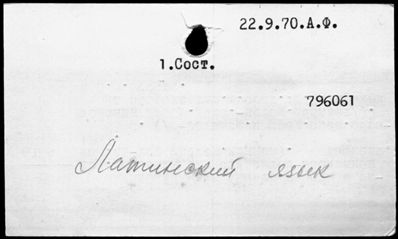 22.9.70.А.Ф.
1.Сост.
796061
Латинский язык